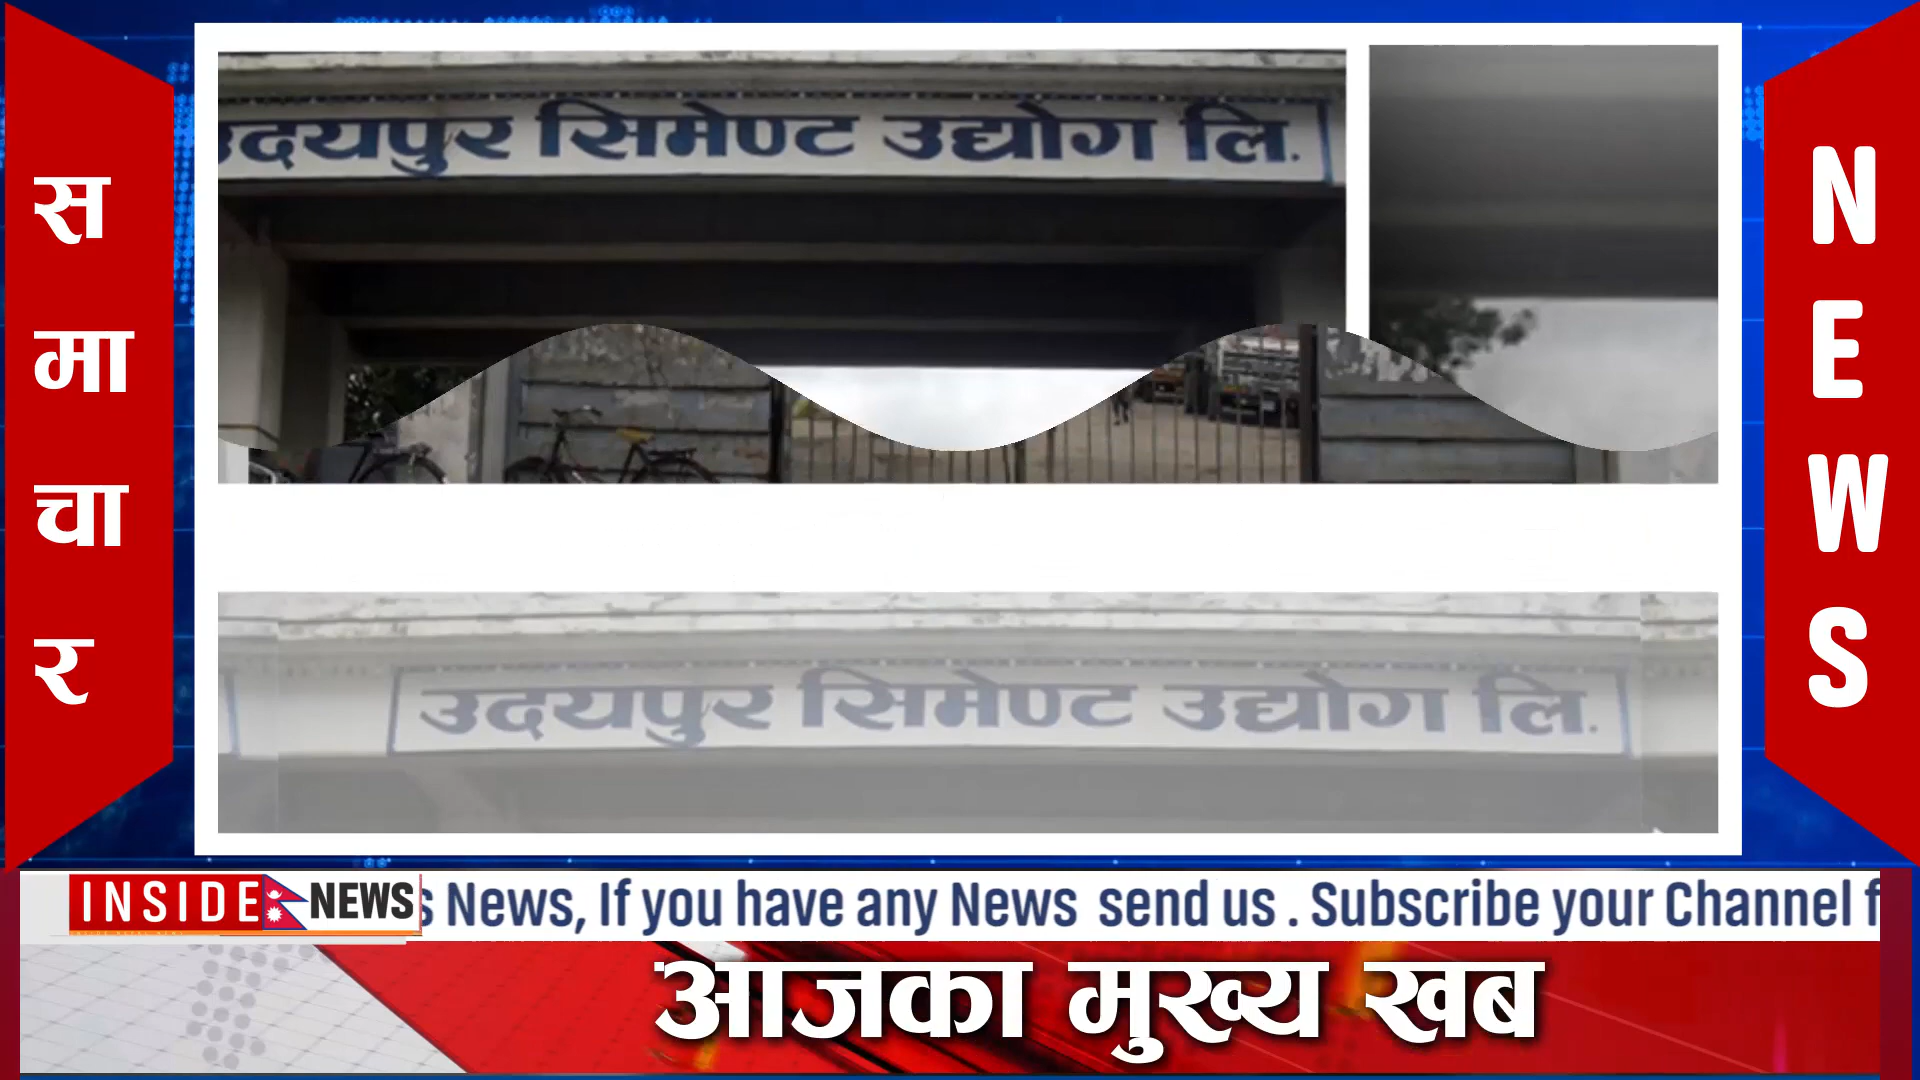 उदयपुर सिमेण्ट उद्योग लि.
स
मा
चा
र
N
E
W
S
उदयपुर सिमेण्ट उद्योग लि.
INSIDE NEWS
s News, If you have any News send us . Subscribe your Channel f
आजका मुख्य खब